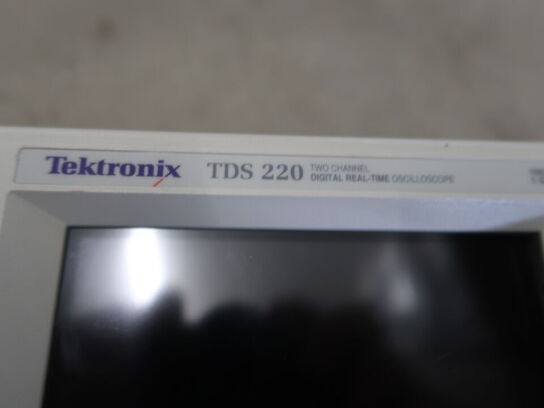 Tektronix TDS 220 TWO CHANNEL
DIGITAL REAL-TIME OSCILLOSCOPE